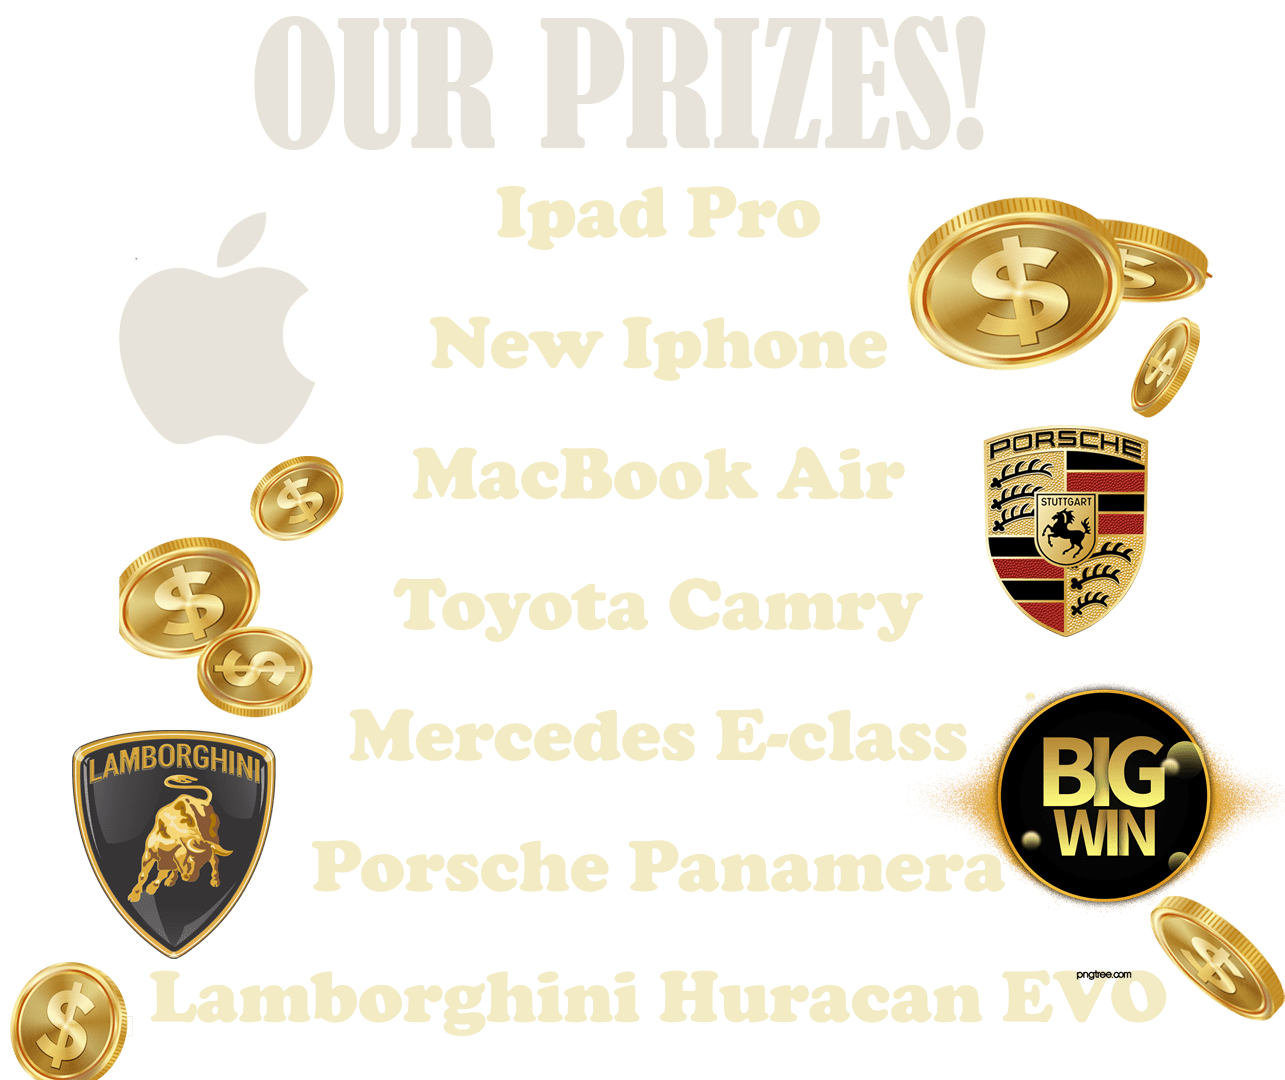 OUR PRIZES!
Ipad Pro
New Iphone
MacBook Air
PORSCHE
STUTTGART
Toyota Camry
Mercedes E-class
LAMBORGHINI
BIG
WIN
Porsche Panamera
pngtree.com
Lamborghini Huracan EVO